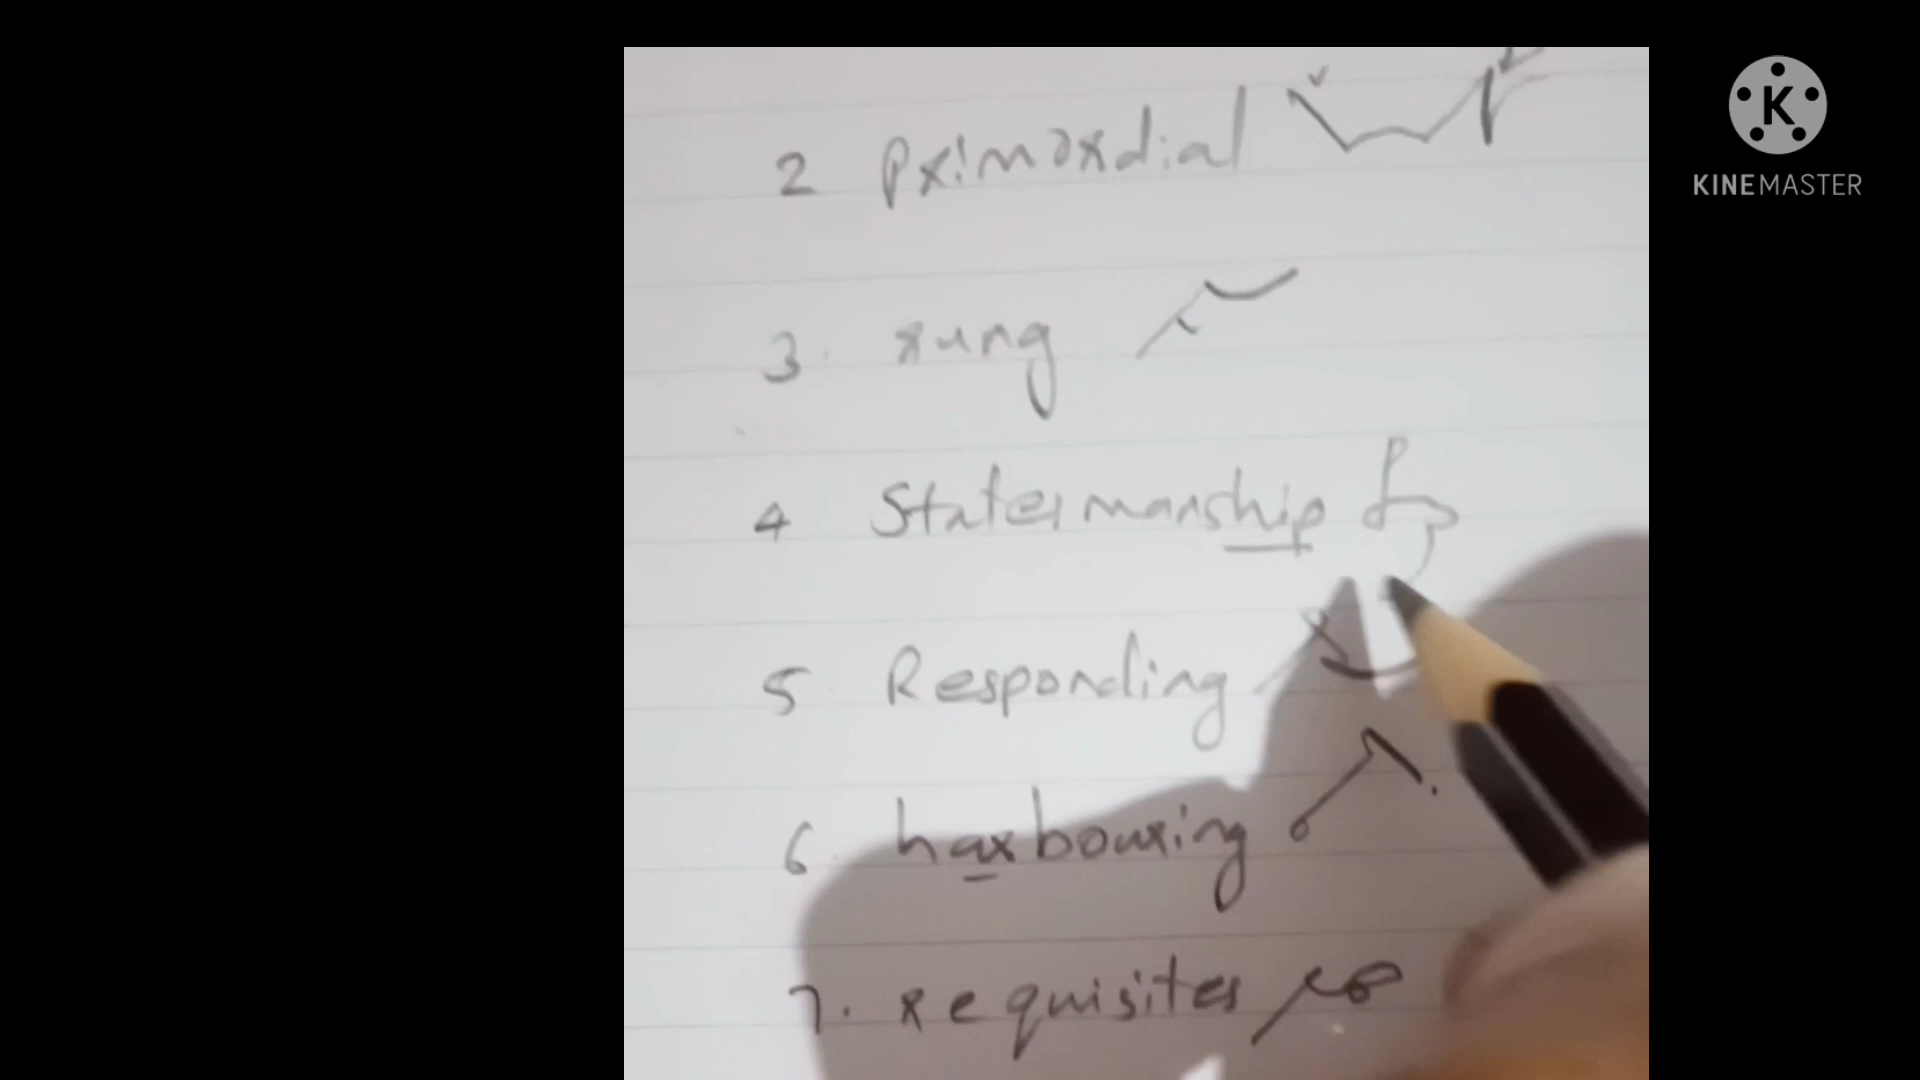 2 Primordial
3. rung
4 Statesmanship
5 Responding
6. harbouring
7. requisites
KINEMASTER